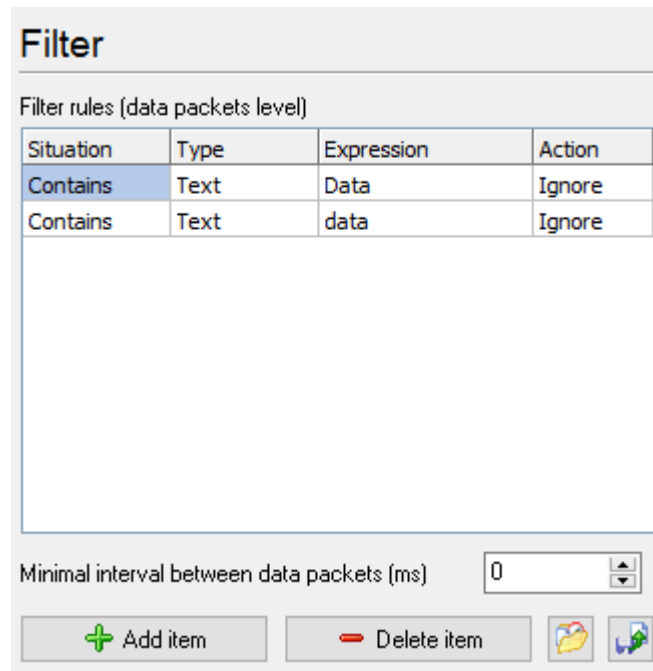 Filter
Filter rules (data packets level)
Situation Type Expression Action
Contains Text Data Ignore
Contains Text data Ignore
Minimal interval between data packets (ms) 0
Add item Delete item